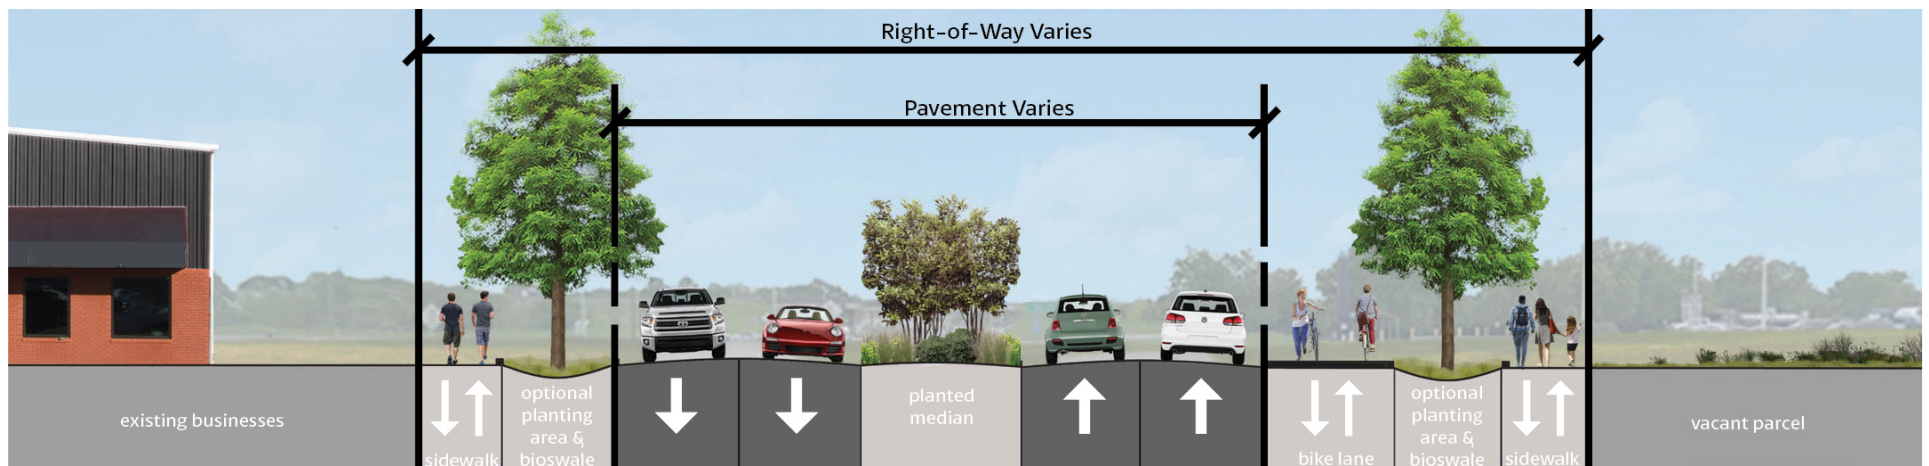 Right-of-Way Varies
Pavement Varies
existing businesses
sidewalk
optional
planting
area &
bioswale
planted
median
bike lane
optional
planting
area &
bioswale
sidewalk
vacant parcel